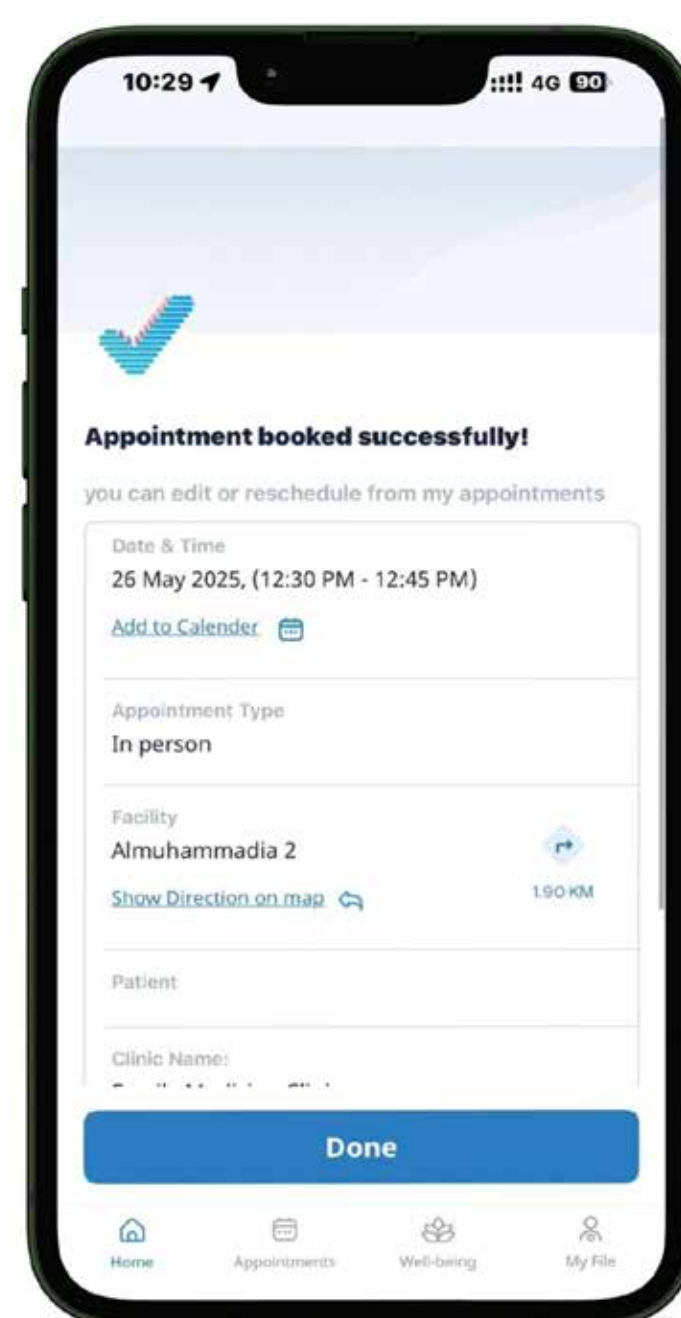 10:29
4G 90
Appointment booked successfully!
you can edit or reschedule from my appointments
Date & Time
26 May 2025, (12:30 PM - 12:45 PM)
Add to Calender
Appointment Type
In person
Facility
Almuhammadia 2
Show Direction on map
1.90 KM
Patient
Clinic Name:
Done
Home Appointments Well-being My File